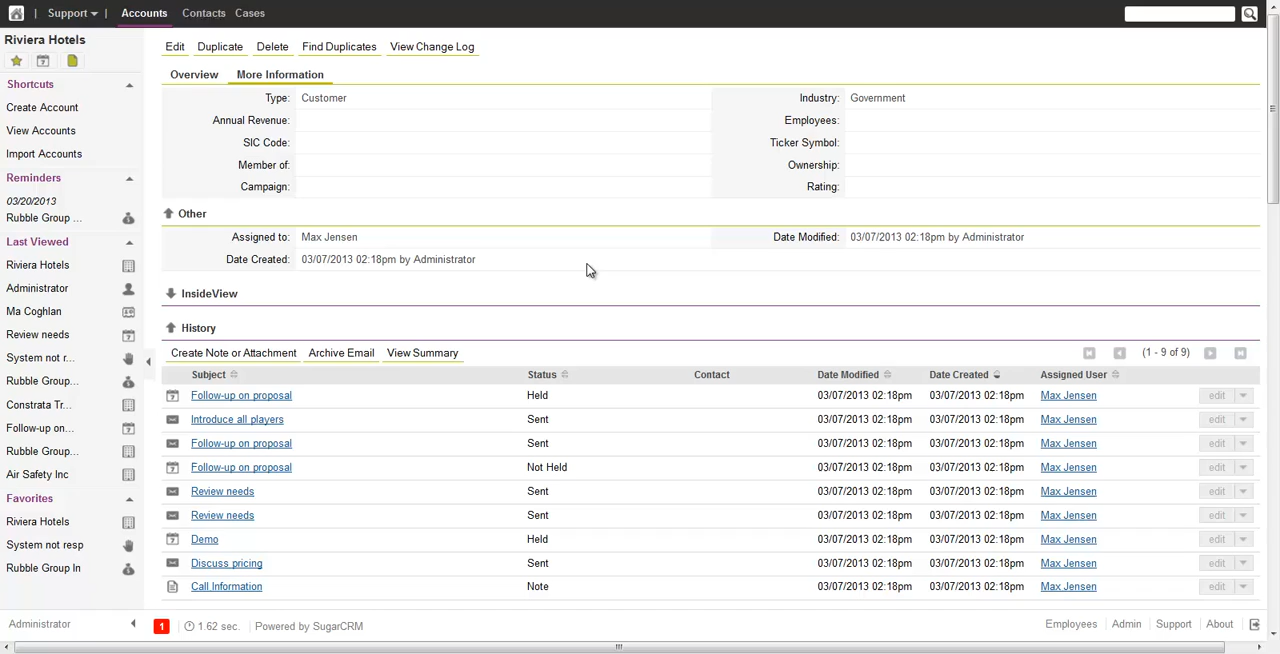 Support Accounts Contacts Cases
Riviera Hotels
Shortcuts
Create Account
View Accounts
Import Accounts
Reminders
03/20/2013
Rubble Group ...
Last Viewed
Riviera Hotels
Administrator
Ma Coghlan
Review needs
System not r...
Rubble Group...
Constrata Tr...
Follow-up on...
Rubble Group...
Air Safety Inc
Favorites
Riviera Hotels
System not resp
Rubble Group In
Edit Duplicate Delete Find Duplicates View Change Log
Overview More Information
Type: Customer Industry: Government
Annual Revenue: Employees:
SIC Code: Ticker Symbol:
Member of: Ownership:
Campaign: Rating:
Other
Assigned to: Max Jensen Date Modified: 03/07/2013 02:18pm by Administrator
Date Created: 03/07/2013 02:18pm by Administrator
InsideView
History
Create Note or Attachment Archive Email View Summary (1 - 9 of 9)
Subject Status Contact Date Modified Date Created Assigned User
Follow-up on proposal Held 03/07/2013 02:18pm 03/07/2013 02:18pm Max Jensen edit
Introduce all players Sent 03/07/2013 02:18pm 03/07/2013 02:18pm Max Jensen edit
Follow-up on proposal Sent 03/07/2013 02:18pm 03/07/2013 02:18pm Max Jensen edit
Follow-up on proposal Not Held 03/07/2013 02:18pm 03/07/2013 02:18pm Max Jensen edit
Review needs Sent 03/07/2013 02:18pm 03/07/2013 02:18pm Max Jensen edit
Review needs Sent 03/07/2013 02:18pm 03/07/2013 02:18pm Max Jensen edit
Demo Held 03/07/2013 02:18pm 03/07/2013 02:18pm Max Jensen edit
Discuss pricing Sent 03/07/2013 02:18pm 03/07/2013 02:18pm Max Jensen edit
Call Information Note 03/07/2013 02:18pm 03/07/2013 02:18pm Max Jensen edit
Administrator 1 1.62 sec. Powered by SugarCRM Employees Admin Support About